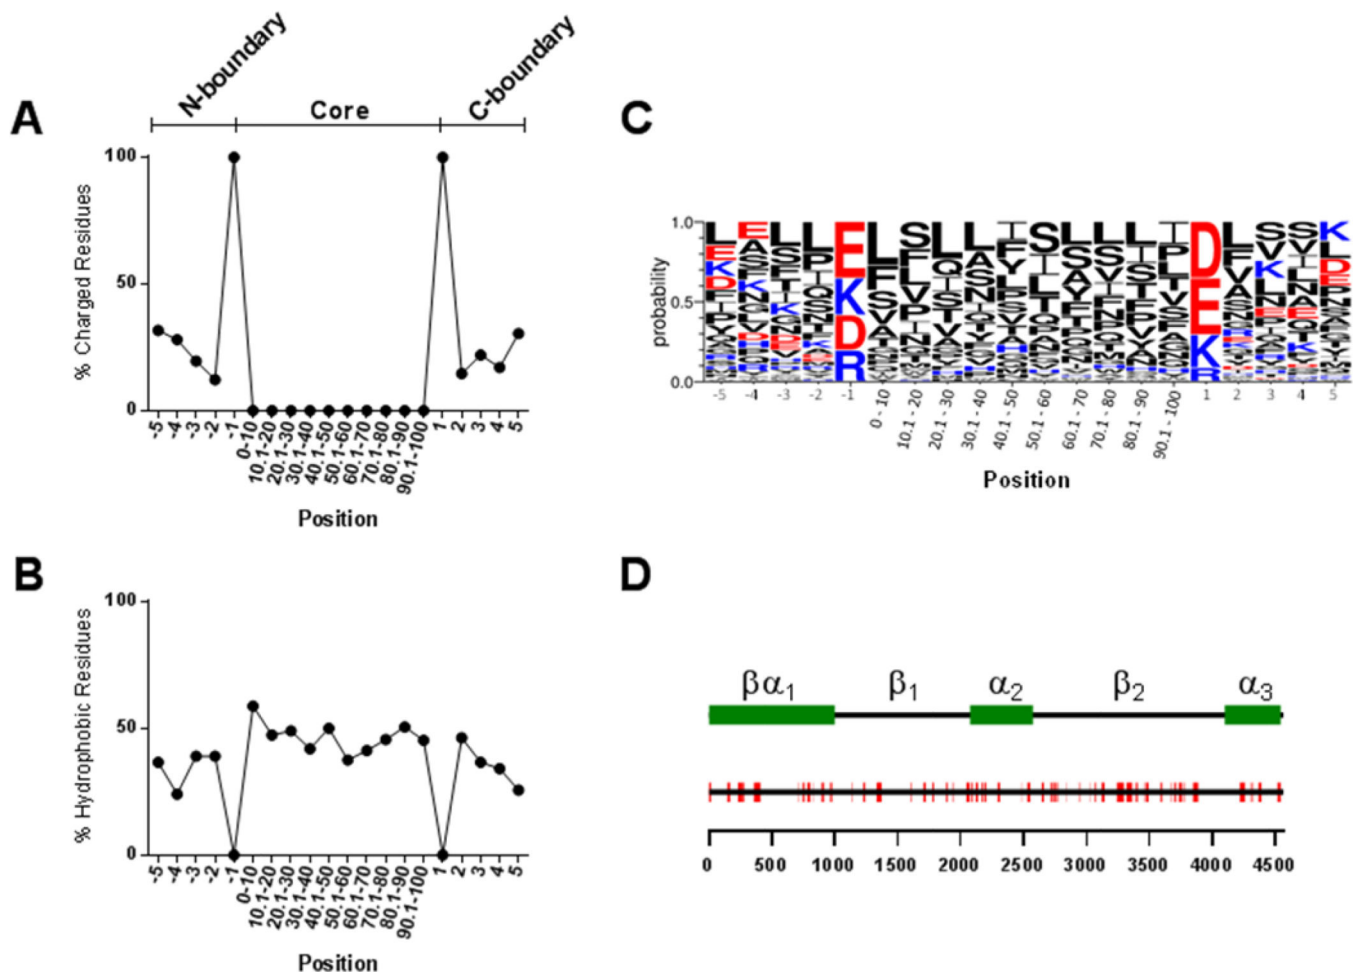 A
N-boundary
Core
C-boundary
% Charged Residues
100
50
0
-5
-4
-3
-2
-1
0-10
10.1-20
20.1-30
30.1-40
40.1-50
50.1-60
60.1-70
70.1-80
80.1-90
90.1-100
1
2
3
4
5
Position
B
% Hydrophobic Residues
100
50
0
-5
-4
-3
-2
-1
0-10
10.1-20
20.1-30
30.1-40
40.1-50
50.1-60
60.1-70
70.1-80
80.1-90
90.1-100
1
2
3
4
5
Position
C
probability
1.0
0.5
0.0
-5
-4
-3
-2
-1
0 - 10
10.1 - 20
20.1 - 30
30.1 - 40
40.1 - 50
50.1 - 60
60.1 - 70
70.1 - 80
80.1 - 90
90.1 - 100
1
2
3
4
5
Position
D
βα1 β1 α2 β2 α3
0 500 1000 1500 2000 2500 3000 3500 4000 4500